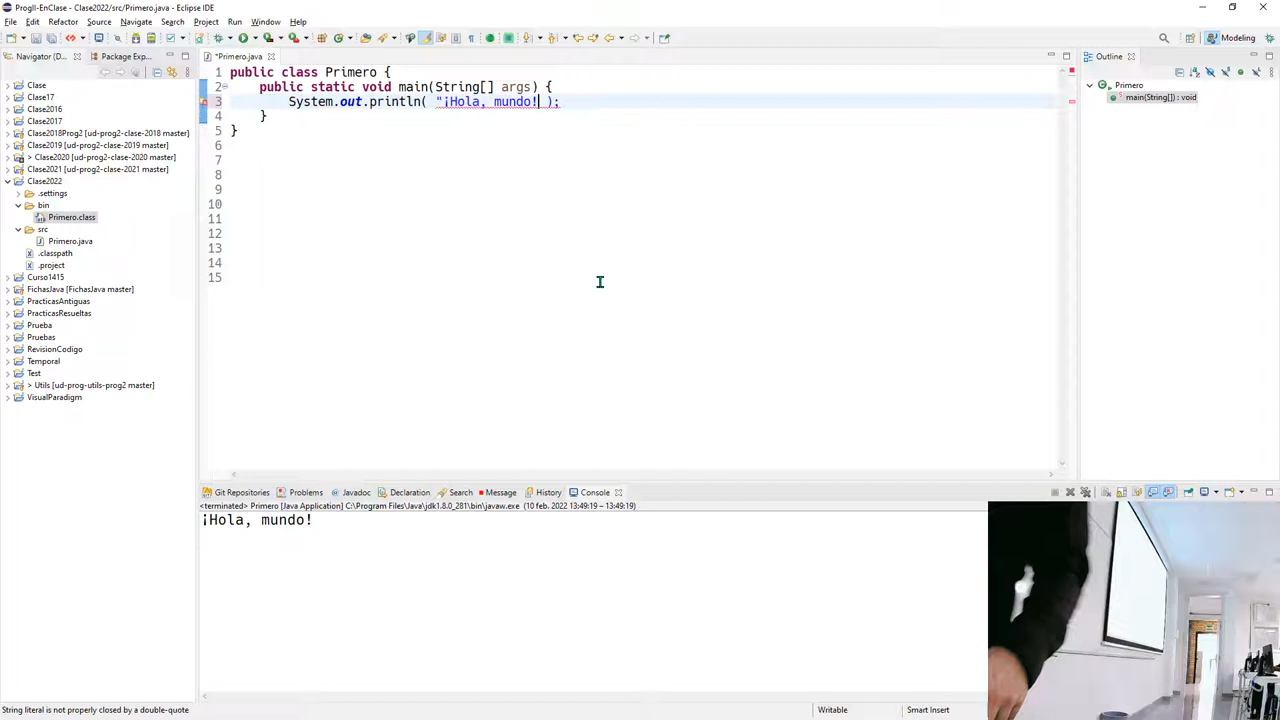 ProgII-EnClase - Clase2022/src/Primero.java - Eclipse IDE
File Edit Refactor Source Navigate Search Project Run Window Help
Modeling
Navigator (D...
Package Exp...
*Primero.java
Outline
Clase
Clase17
Clase2016
Clase2017
Clase2018Prog2 [ud-prog2-clase-2018 master]
Clase2019 [ud-prog2-clase-2019 master]
> Clase2020 [ud-prog2-clase-2020 master]
Clase2021 [ud-prog2-clase-2021 master]
Clase2022
.settings
bin
Primero.class
src
Primero.java
.classpath
.project
Curso1415
FichasJava [FichasJava master]
PracticasAntiguas
PracticasResueltas
Prueba
Pruebas
RevisionCodigo
Temporal
Test
> Utils [ud-prog-utils-prog2 master]
VisualParadigm
1 public class Primero {
2 public static void main(String[] args) {
3 System.out.println( "¡Hola, mundo! );
4 }
5 }
6
7
8
9
10
11
12
13
14
15
Primero
main(String[]) : void
Git Repositories Problems Javadoc Declaration Search Message History Console
<terminated> Primero [Java Application] C:\Program Files\Java\jdk1.8.0_281\bin\javaw.exe (10 feb. 2022 13:49:19 – 13:49:19)
¡Hola, mundo!
String literal is not properly closed by a double-quote
Writable
Smart Insert